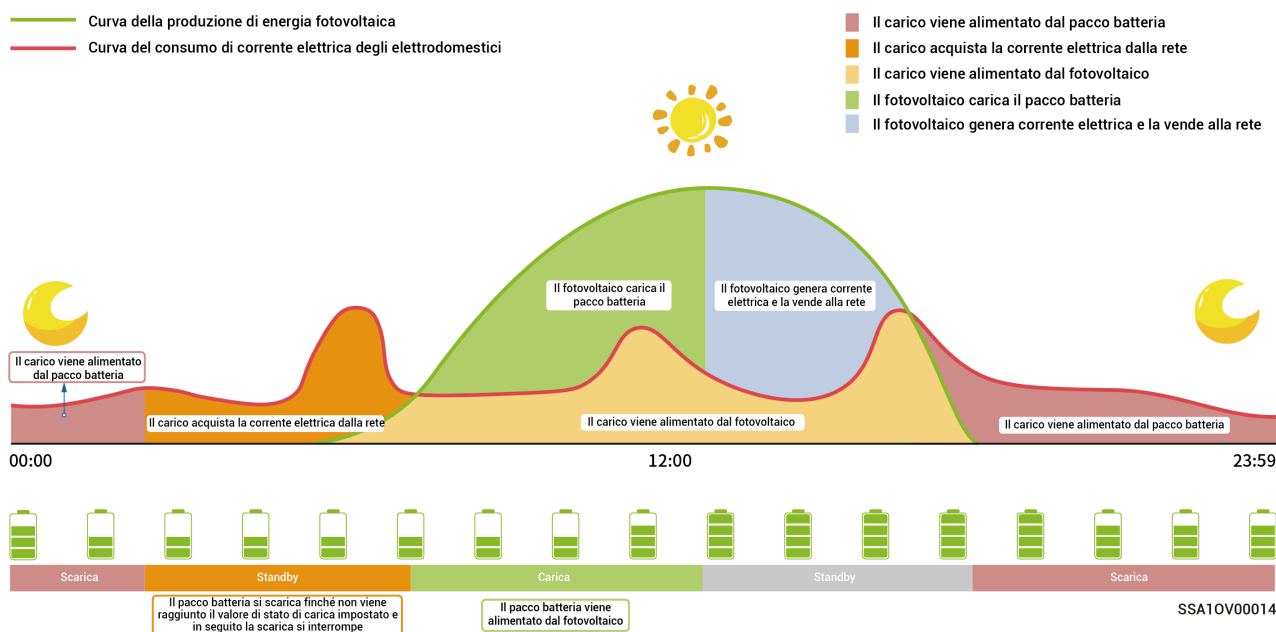 Curva della produzione di energia fotovoltaica
Curva del consumo di corrente elettrica degli elettrodomestici
Il carico viene alimentato dal pacco batteria
Il carico acquista la corrente elettrica dalla rete
Il carico viene alimentato dal fotovoltaico
Il fotovoltaico carica il pacco batteria
Il fotovoltaico genera corrente elettrica e la vende alla rete
Il fotovoltaico carica il
pacco batteria
Il fotovoltaico genera corrente
elettrica e la vende alla rete
Il carico viene alimentato
dal pacco batteria
Il carico acquista la corrente elettrica dalla rete
Il carico viene alimentato dal fotovoltaico
Il carico viene alimentato dal pacco batteria
00:00
12:00
23:59
Scarica
Standby
Carica
Standby
Scarica
Il pacco batteria si scarica finché non viene
raggiunto il valore di stato di carica impostato e
in seguito la scarica si interrompe
Il pacco batteria viene
alimentato dal fotovoltaico
SSA1OV00014